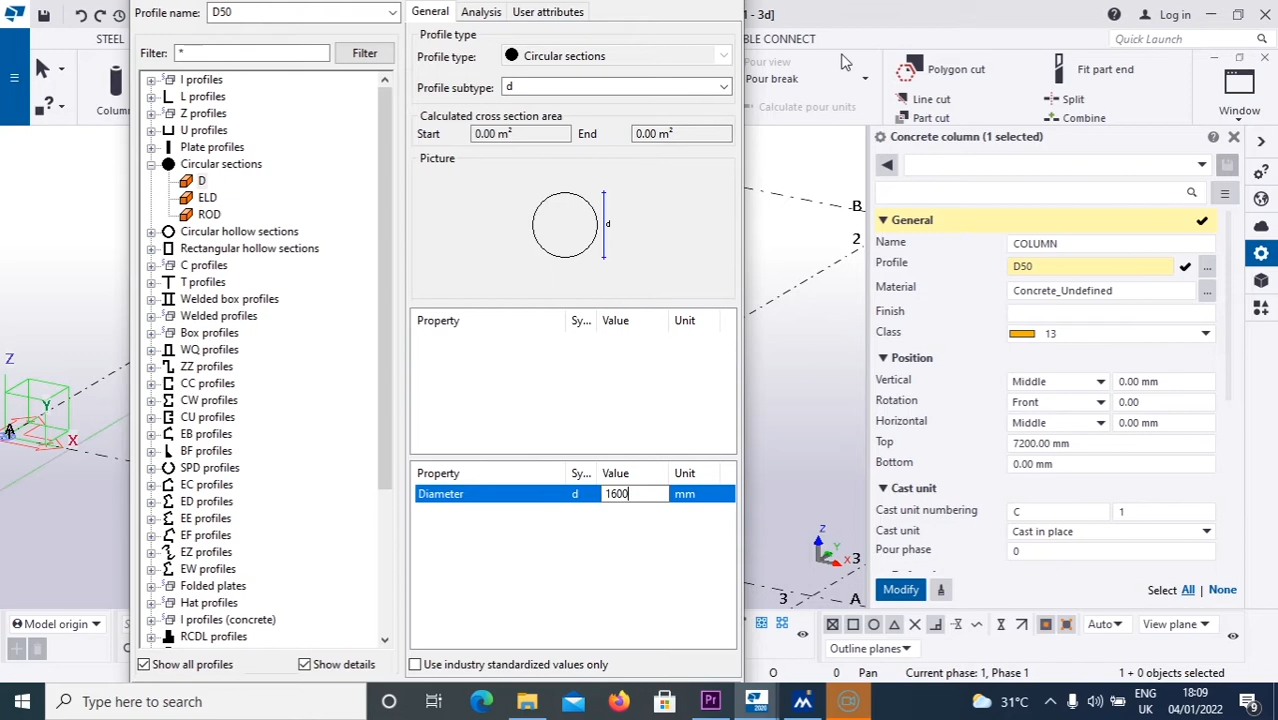 Profile name: D50
Filter: * Filter
I profiles
L profiles
Z profiles
U profiles
Plate profiles
Circular sections
D
ELD
ROD
Circular hollow sections
Rectangular hollow sections
C profiles
T profiles
Welded box profiles
Welded profiles
Box profiles
WQ profiles
ZZ profiles
CC profiles
CW profiles
CU profiles
EB profiles
BF profiles
SPD profiles
EC profiles
ED profiles
EE profiles
EF profiles
EZ profiles
EW profiles
Folded plates
Hat profiles
I profiles (concrete)
RCDL profiles
Show all profiles Show details
General Analysis User attributes
Profile type
Profile type: Circular sections
Profile subtype: d
Calculated cross section area
Start 0.00 m² End 0.00 m²
Picture
d
Property Sy... Value Unit
Property Sy... Value Unit
Diameter d 1600 mm
Use industry standardized values only
STEEL
Column
- 3d]
Log in
BLE CONNECT
Quick Launch
Pour view
Pour break
Calculate pour units
Polygon cut
Line cut
Part cut
Fit part end
Split
Combine
Window
B
2
3
3
A
Z
Y
X
A
Z
Y
X
Concrete column (1 selected)
General
Name COLUMN
Profile D50 ...
Material Concrete_Undefined ...
Finish
Class 13
Position
Vertical Middle 0.00 mm
Rotation Front 0.00
Horizontal Middle 0.00 mm
Top 7200.00 mm
Bottom 0.00 mm
Cast unit
Cast unit numbering C 1
Cast unit Cast in place
Pour phase 0
Modify Select All None
Model origin
Auto View plane
Outline planes
O Pan Current phase: 1, Phase 1 1 + 0 objects selected
Type here to search
Pr
2020
31°C
ENG
UK
18:09
04/01/2022
9